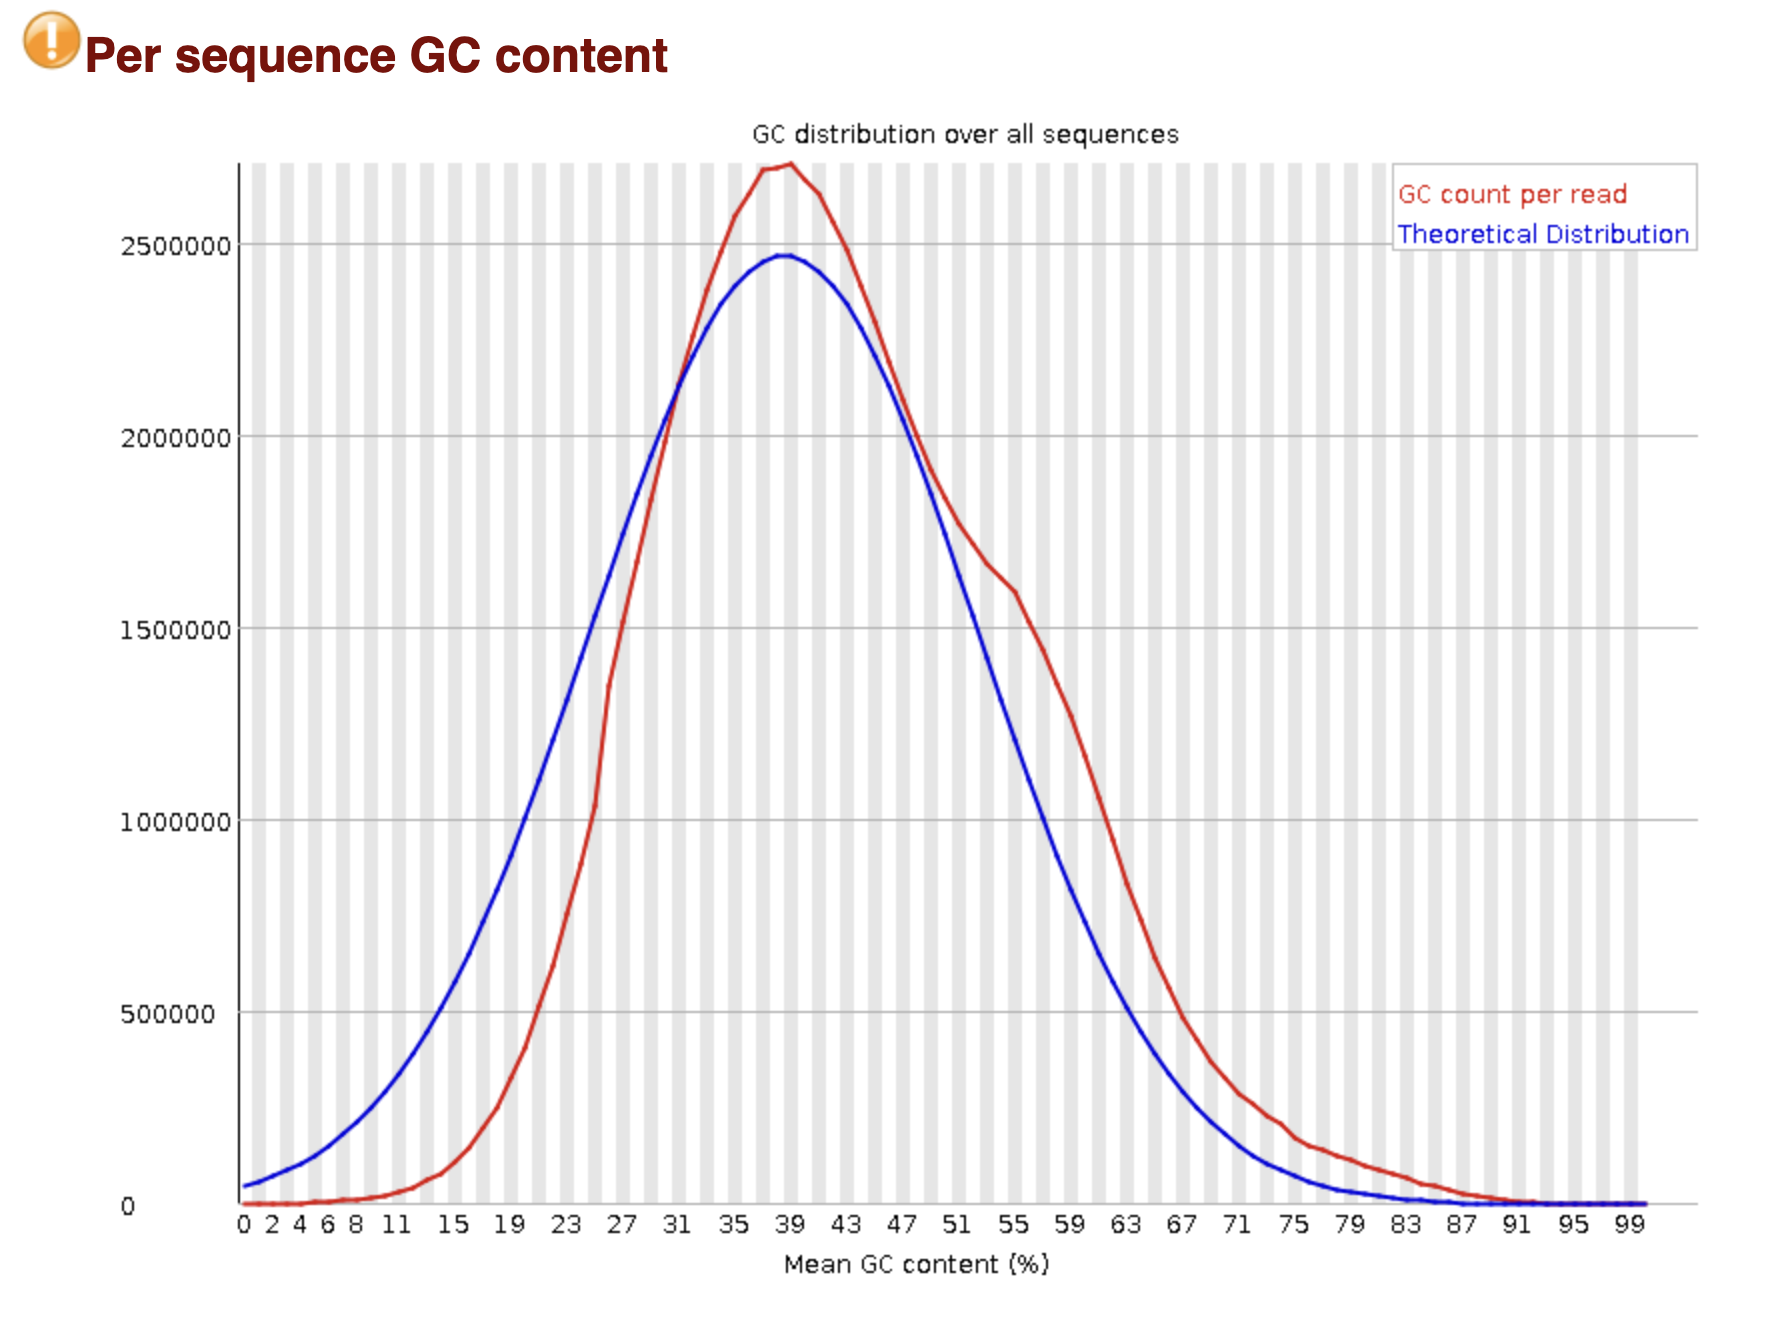 Per sequence GC content
GC distribution over all sequences
GC count per read
Theoretical Distribution
2500000
2000000
1500000
1000000
500000
0
0 2 4 6 8 11 15 19 23 27 31 35 39 43 47 51 55 59 63 67 71 75 79 83 87 91 95 99
Mean GC content (%)